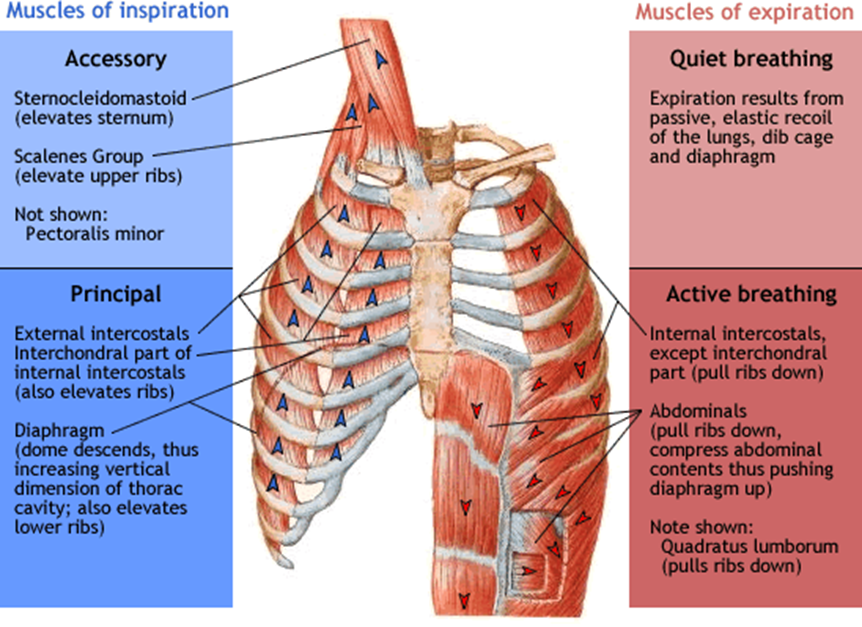 Muscles of inspiration
Accessory
Sternocleidomastoid
(elevates sternum)
Scalenes Group
(elevate upper ribs)
Not shown:
Pectoralis minor
Principal
External intercostals
Interchondral part of
internal intercostals
(also elevates ribs)
Diaphragm
(dome descends, thus
increasing vertical
dimension of thorac
cavity; also elevates
lower ribs)
Muscles of expiration
Quiet breathing
Expiration results from
passive, elastic recoil
of the lungs, dib cage
and diaphragm
Active breathing
Internal intercostals,
except interchondral
part (pull ribs down)
Abdominals
(pull ribs down,
compress abdominal
contents thus pushing
diaphragm up)
Note shown:
Quadratus lumborum
(pulls ribs down)